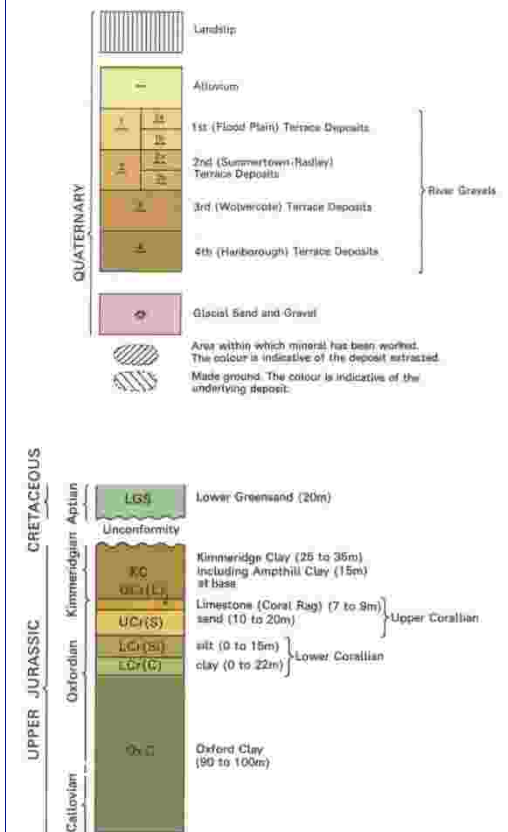 Landslip
Alluvium
1st (Flood Plain) Terrace Deposits
2nd (Summertown-Radley)
Terrace Deposits
3rd (Wolvercote) Terrace Deposits
4th (Hanborough) Terrace Deposits
River Gravels
QUATERNARY
Glacial Sand and Gravel
Area within which mineral has been worked.
The colour is indicative of the deposit extracted.
Made ground. The colour is indicative of the
underlying deposit.
CRETACEOUS
Aptian
LGS
Lower Greensand (20m)
Unconformity
UPPER JURASSIC
Kimmeridgian
KC
Kimmeridge Clay (25 to 35m)
including Ampthill Clay (15m)
at base
UCr(L)
Limestone (Coral Rag) (7 to 9m)
UCr(S)
sand (10 to 20m)
Upper Corallian
Oxfordian
LCr(Si)
silt (0 to 15m)
LCr(C)
clay (0 to 22m)
Lower Corallian
OxC
Oxford Clay
(90 to 100m)
Callovian